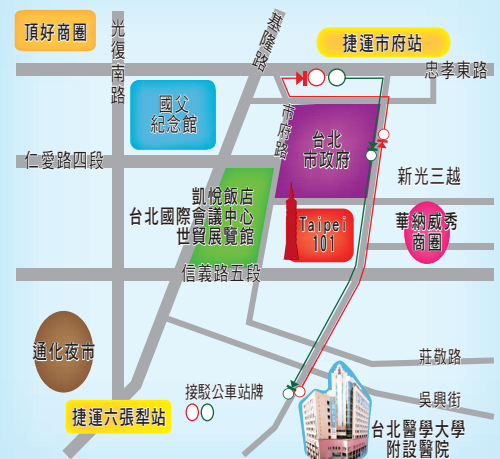 頂好商圈
光復南路
基隆路
捷運市府站
忠孝東路
國父
紀念館
市府路
台北
市政府
仁愛路四段
新光三越
凱悅飯店
台北國際會議中心
世貿展覽館
Taipei
101
華納威秀
商圈
信義路五段
通化夜市
莊敬路
捷運六張犁站
接駁公車站牌
吳興街
台北醫學大學
附設醫院